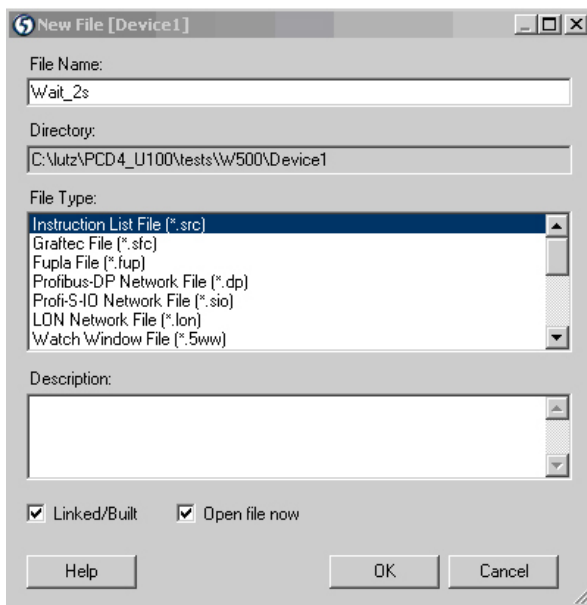 New File [Device1]
File Name:
Wait_2s
Directory:
C:\lutz\PCD4_U100\tests\W500\Device1
File Type:
Instruction List File (*.src)
Graftec File (*.sfc)
Fupla File (*.fup)
Profibus-DP Network File (*.dp)
Profi-S-IO Network File (*.sio)
LON Network File (*.lon)
Watch Window File (*.5ww)
Description:
Linked/Built Open file now
Help OK Cancel